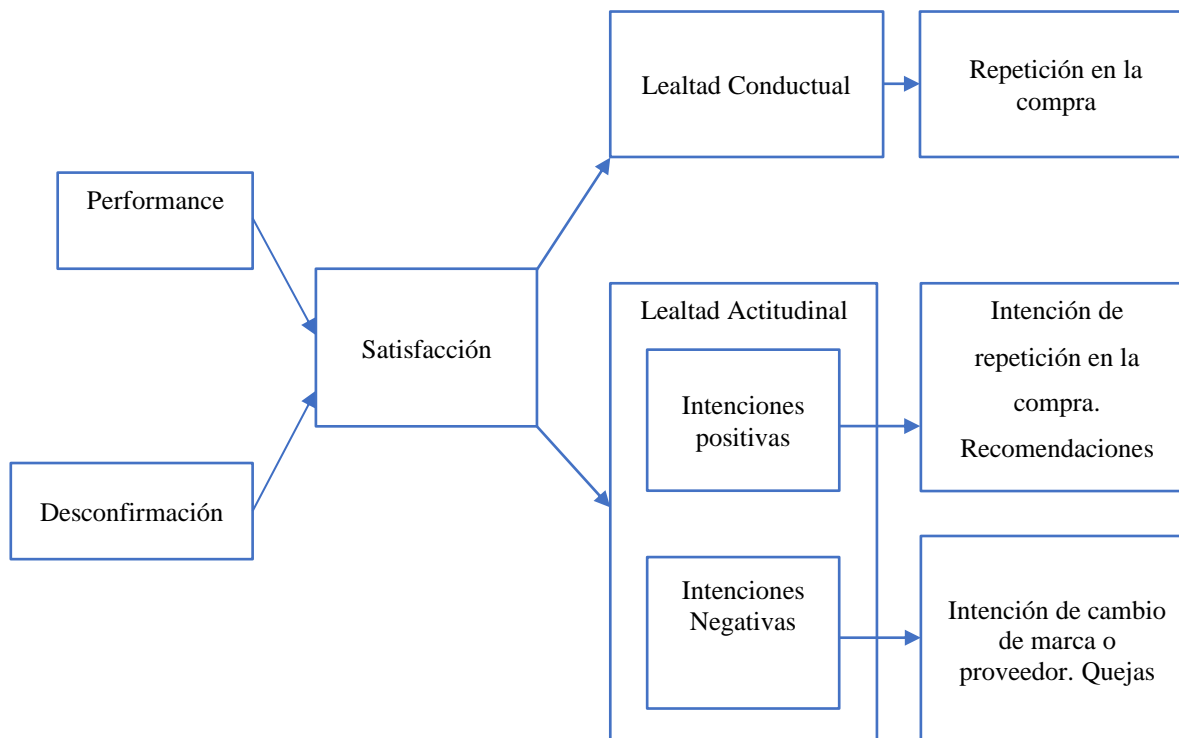 Performance
Desconfirmación
Satisfacción
Lealtad Conductual
Repetición en la
compra
Lealtad Actitudinal
Intenciones
positivas
Intención de
repetición en la
compra.
Recomendaciones
Intenciones
Negativas
Intención de cambio
de marca o
proveedor. Quejas